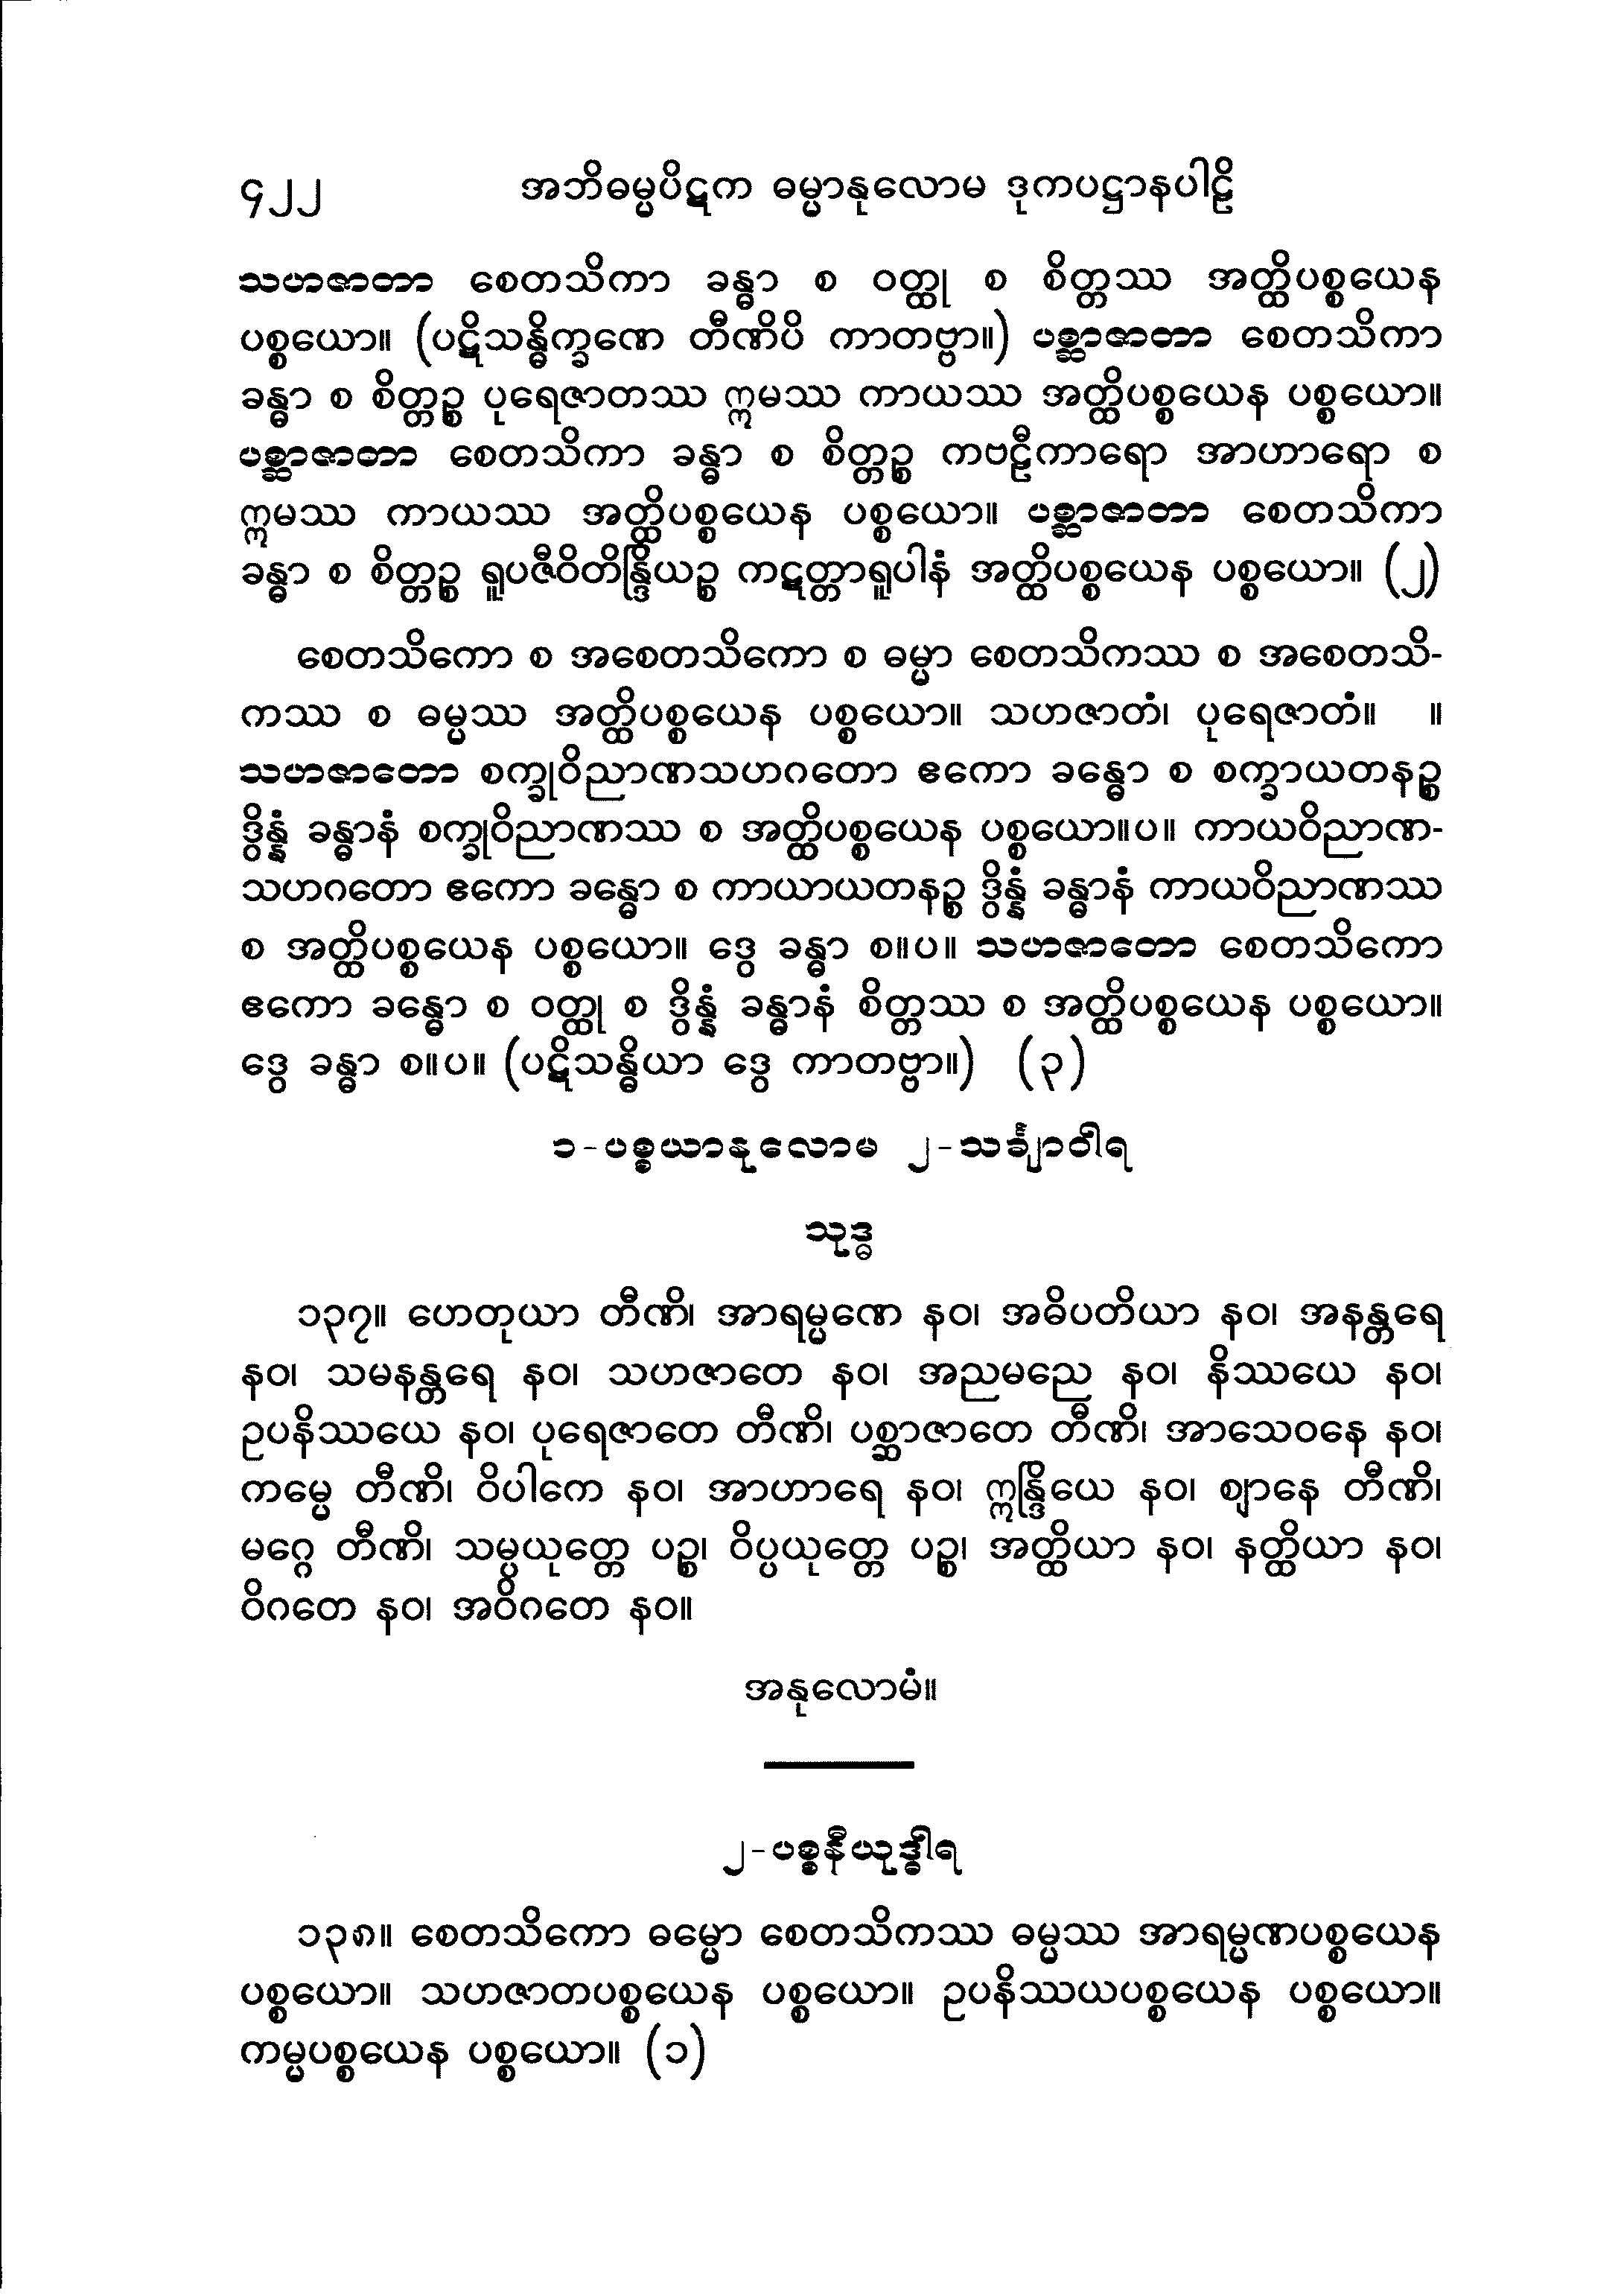 ၄၂၂ အဘိဓမ္မပိဋက ဓမ္မာနုလောမ ဒုကပဋ္ဌာနပါဠိ
သဟဇာတာ စေတသိကာ ခန္ဓာ စ ဝတ္ထု စ စိတ္တဿ အတ္ထိပစ္စယေန
ပစ္စယော။ (ပဋိသန္ဓိက္ခဏေ တီဏိပိ ကာတဗ္ဗာ။) ပစ္ဆာဇာတာ စေတသိကာ
ခန္ဓာ စ စိတ္တဉ္စ ပုရေဇာတဿ ဣမဿ ကာယဿ အတ္ထိပစ္စယေန ပစ္စယော။
ပစ္ဆာဇာတာ စေတသိကာ ခန္ဓာ စ စိတ္တဉ္စ ကဗဠီကာရော အာဟာရော စ
ဣမဿ ကာယဿ အတ္ထိပစ္စယေန ပစ္စယော။ ပစ္ဆာဇာတာ စေတသိကာ
ခန္ဓာ စ စိတ္တဉ္စ ရူပဇီဝိတိန္ဒြိယဉ္စ ကဋတ္တာရူပါနံ အတ္ထိပစ္စယေန ပစ္စယော။ (၂)
စေတသိကော စ အစေတသိကော စ ဓမ္မာ စေတသိကဿ စ အစေတသိ-
ကဿ စ ဓမ္မဿ အတ္ထိပစ္စယေန ပစ္စယော။ သဟဇာတံ၊ ပုရေဇာတံ။ ။
သဟဇာတော စက္ခုဝိညာဏသဟဂတော ဧကော ခန္ဓော စ စက္ခာယတနဉ္စ
ဒွိန္နံ ခန္ဓာနံ စက္ခုဝိညာဏဿ စ အတ္ထိပစ္စယေန ပစ္စယော။ပ။ ကာယဝိညာဏ-
သဟဂတော ဧကော ခန္ဓော စ ကာယာယတနဉ္စ ဒွိန္နံ ခန္ဓာနံ ကာယဝိညာဏဿ
စ အတ္ထိပစ္စယေန ပစ္စယော။ ဒွေ ခန္ဓာ စ။ပ။ သဟဇာတော စေတသိကော
ဧကော ခန္ဓော စ ဝတ္ထု စ ဒွိန္နံ ခန္ဓာနံ စိတ္တဿ စ အတ္ထိပစ္စယေန ပစ္စယော။
ဒွေ ခန္ဓာ စ။ပ။ (ပဋိသန္ဓိယာ ဒွေ ကာတဗ္ဗာ။) (၃)
၁-ပစ္စယာနုလောမ ၂-သင်္ချာဝါရ
သုဒ္ဓ
၁၃၇။ ဟေတုယာ တီဏိ၊ အာရမ္မဏေ နဝ၊ အဓိပတိယာ နဝ၊ အနန္တရေ
နဝ၊ သမနန္တရေ နဝ၊ သဟဇာတေ နဝ၊ အညမညေ နဝ၊ နိဿယေ နဝ၊
ဥပနိဿယေ နဝ၊ ပုရေဇာတေ တီဏိ၊ ပစ္ဆာဇာတေ တီဏိ၊ အာသေဝနေ နဝ၊
ကမ္မေ တီဏိ၊ ဝိပါကေ နဝ၊ အာဟာရေ နဝ၊ ဣန္ဒြိယေ နဝ၊ ဈာနေ တီဏိ၊
မဂ္ဂေ တီဏိ၊ သမ္ပယုတ္တေ ပဉ္စ၊ ဝိပ္ပယုတ္တေ ပဉ္စ၊ အတ္ထိယာ နဝ၊ နတ္ထိယာ နဝ၊
ဝိဂတေ နဝ၊ အဝိဂတေ နဝ။
အနုလောမံ။
၂-ပစ္စနီယုဒ္ဓါရ
၁၃၈။ စေတသိကော ဓမ္မော စေတသိကဿ ဓမ္မဿ အာရမ္မဏပစ္စယေန
ပစ္စယော။ သဟဇာတပစ္စယေန ပစ္စယော။ ဥပနိဿယပစ္စယေန ပစ္စယော။
ကမ္မပစ္စယေန ပစ္စယော။ (၁)